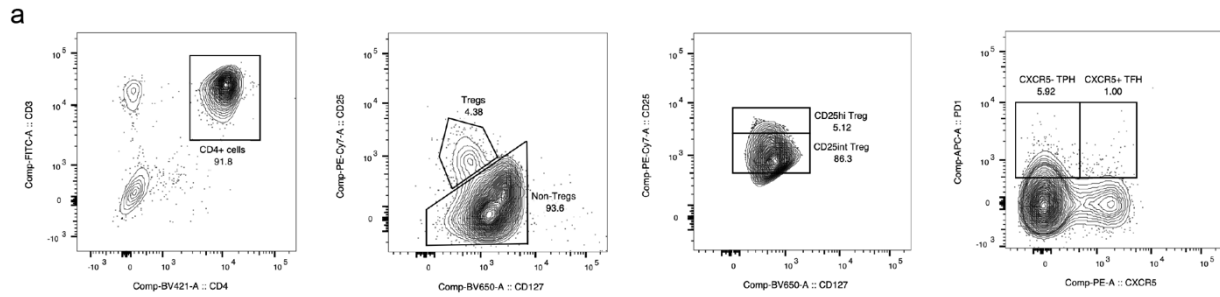 a
10 5
10 4
10 3
0
-10 3
Comp-FITC-A :: CD3
CD4+ cells
91.8
-10 3
0
10 3
10 4
10 5
Comp-BV421-A :: CD4
10 5
10 4
10 3
0
Comp-PE-Cy7-A :: CD25
Tregs
4.38
Non-Tregs
93.6
0
10 3
10 4
10 5
Comp-BV650-A :: CD127
10 5
10 4
10 3
0
Comp-PE-Cy7-A :: CD25
CD25hi Treg
5.12
CD25int Treg
86.3
0
10 3
10 4
10 5
Comp-BV650-A :: CD127
10 5
10 4
10 3
0
-10 3
Comp-APC-A :: PD1
CXCR5- TPH CXCR5+ TFH
5.92 1.00
0
10 3
10 4
10 5
Comp-PE-A :: CXCR5